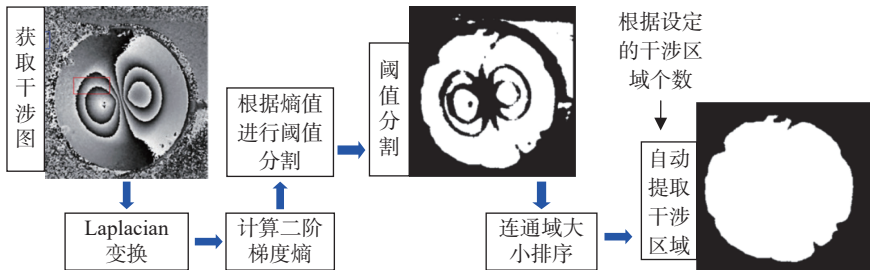 获取干涉图
Laplacian
变换
计算二阶
梯度熵
根据熵值
进行阈值
分割
阈值分割
连通域大
小排序
根据设定
的干涉区
域个数
自动
提取
干涉
区域